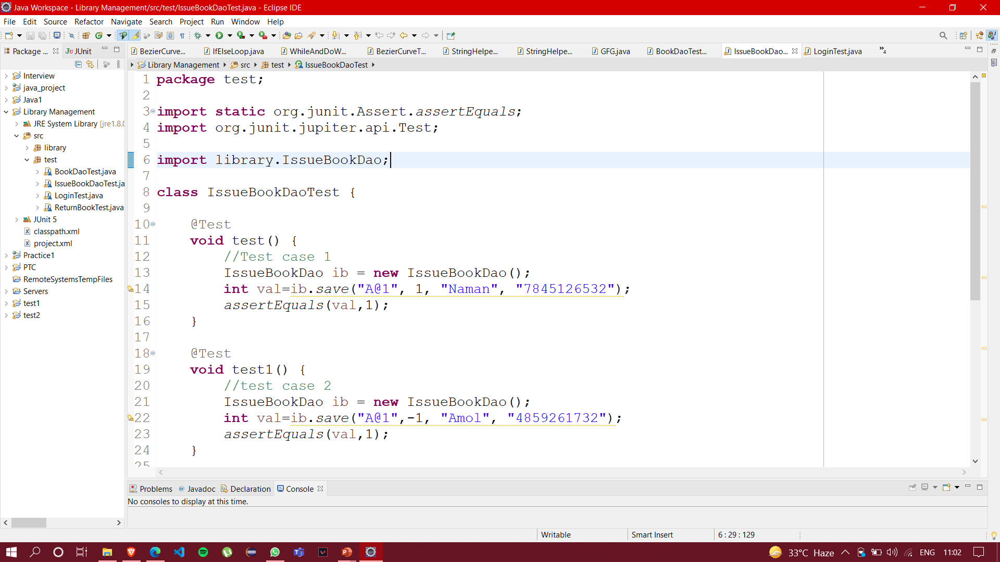 Java Workspace - Library Management/src/test/IssueBookDaoTest.java - Eclipse IDE
File Edit Source Refactor Navigate Search Project Run Window Help
Package ... JUnit
BezierCurve... IfElseLoop.java WhileAndDoW... BezierCurveT... StringHelpe... StringHelpe... GFG.java BookDaoTest... IssueBookDao... LoginTest.java »4
Library Management src test IssueBookDaoTest
Interview
java_project
Java1
Library Management
JRE System Library [jre1.8.0
src
library
test
BookDaoTest.java
IssueBookDaoTest.ja
LoginTest.java
ReturnBookTest.java
JUnit 5
classpath.xml
project.xml
Practice1
PTC
RemoteSystemsTempFiles
Servers
test1
test2
1 package test;
2
3 import static org.junit.Assert.assertEquals;
4 import org.junit.jupiter.api.Test;
5
6 import library.IssueBookDao;
7
8 class IssueBookDaoTest {
9
10 @Test
11 void test() {
12 //Test case 1
13 IssueBookDao ib = new IssueBookDao();
14 int val=ib.save("A@1", 1, "Naman", "7845126532");
15 assertEquals(val,1);
16 }
17
18 @Test
19 void test1() {
20 //test case 2
21 IssueBookDao ib = new IssueBookDao();
22 int val=ib.save("A@1",-1, "Amol", "4859261732");
23 assertEquals(val,1);
24 }
25
Problems @ Javadoc Declaration Console
No consoles to display at this time.
Writable Smart Insert 6 : 29 : 129
33°C Haze ENG 11:02